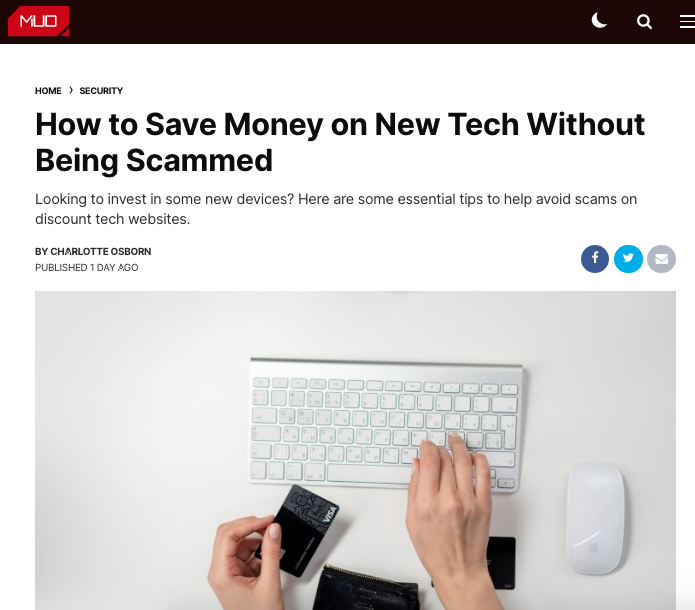 MUO
HOME > SECURITY
How to Save Money on New Tech Without
Being Scammed
Looking to invest in some new devices? Here are some essential tips to help avoid scams on
discount tech websites.
BY CHARLOTTE OSBORN
PUBLISHED 1 DAY AGO
VISA